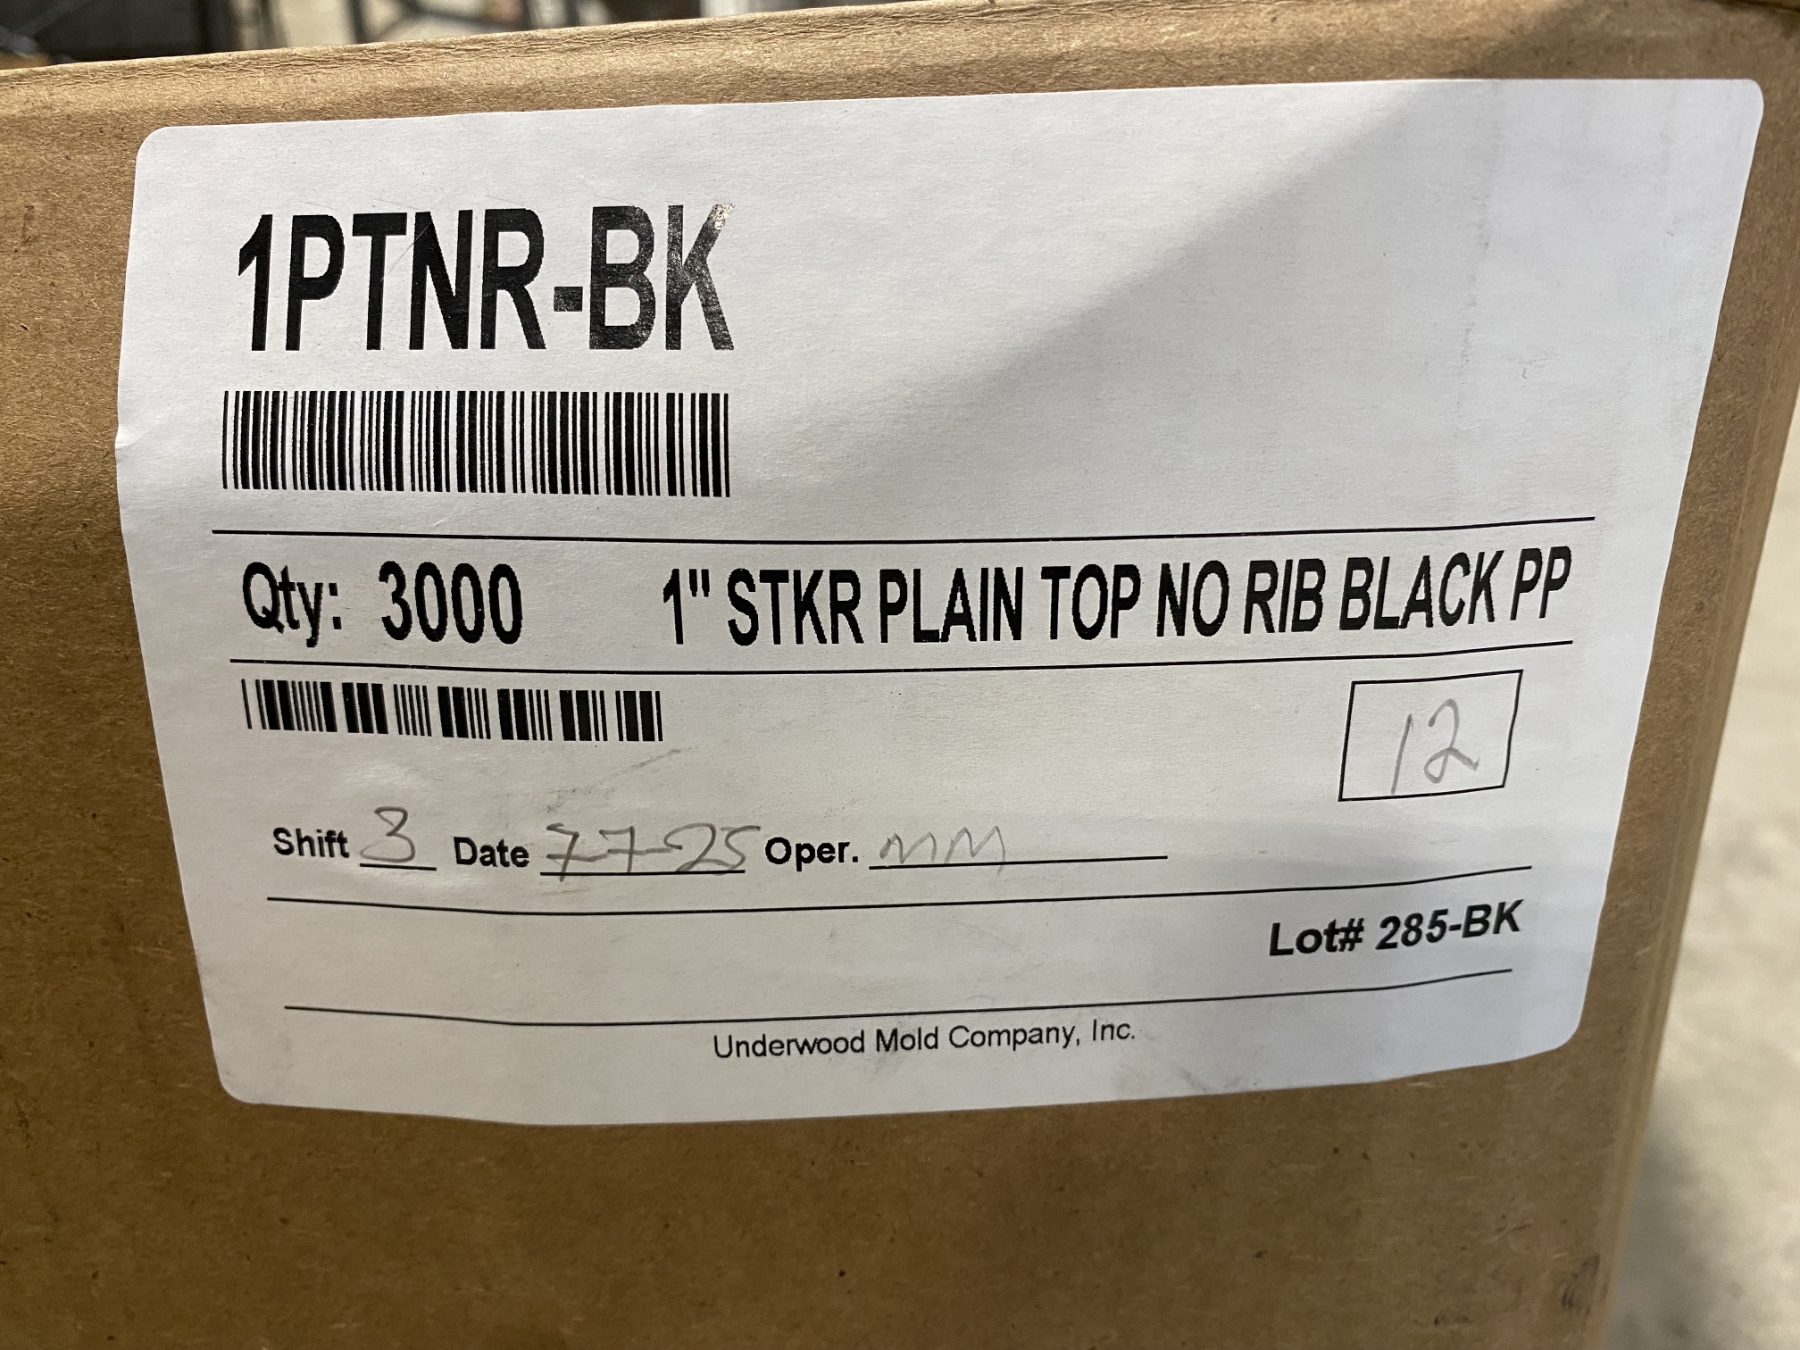 1PTNR-BK
Qty: 3000 1" STKR PLAIN TOP NO RIB BLACK PP
12
Shift 3 Date 7-7-25 Oper. MM
Lot# 285-BK
Underwood Mold Company, Inc.